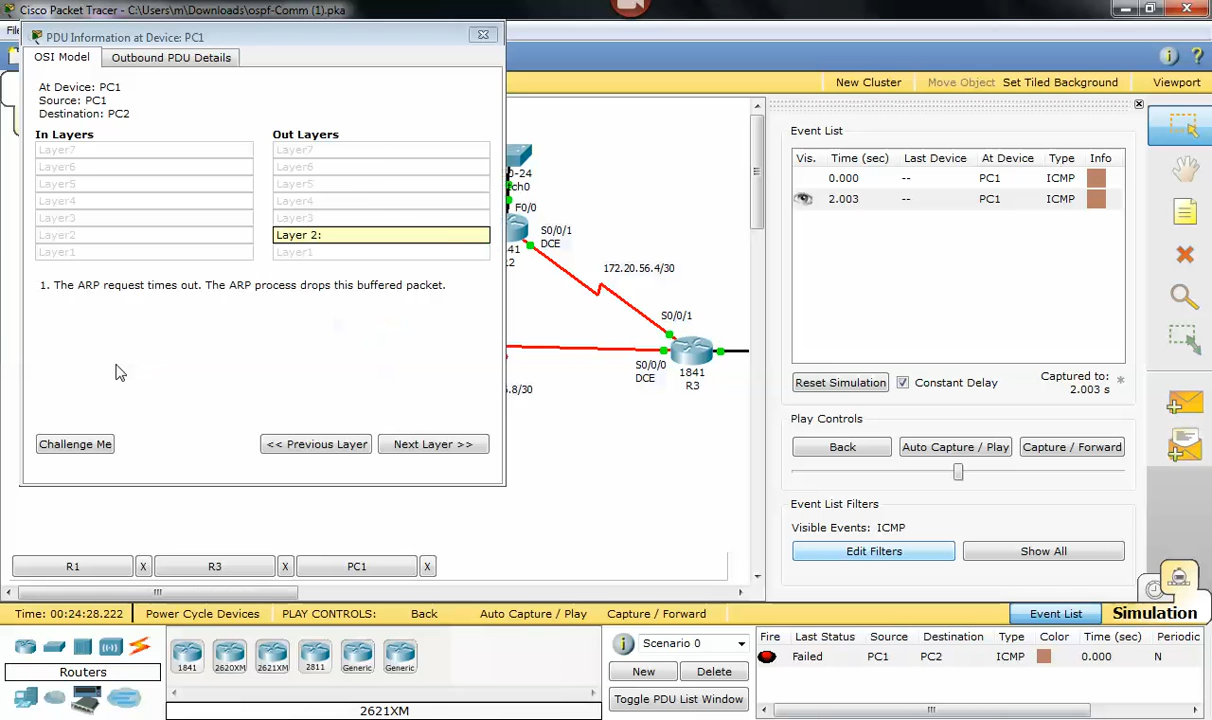 Cisco Packet Tracer - C:\Users\m\Downloads\ospf-Comm (1).pka
PDU Information at Device: PC1
OSI Model
Outbound PDU Details
At Device: PC1
Source: PC1
Destination: PC2
In Layers
Out Layers
Layer7
Layer7
Layer6
Layer6
Layer5
Layer5
Layer4
Layer4
Layer3
Layer3
Layer2
Layer 2:
Layer1
Layer1
1. The ARP request times out. The ARP process drops this buffered packet.
Challenge Me
<< Previous Layer
Next Layer >>
New Cluster
Move Object
Set Tiled Background
Viewport
0-24
ch0
F0/0
S0/0/1
DCE
41
2
172.20.56.4/30
S0/0/1
S0/0/0
DCE
1841
R3
.8/30
Event List
Vis.
Time (sec)
Last Device
At Device
Type
Info
0.000
--
PC1
ICMP
2.003
--
PC1
ICMP
Reset Simulation
Constant Delay
Captured to:
2.003 s
*
Play Controls
Back
Auto Capture / Play
Capture / Forward
Event List Filters
Visible Events: ICMP
Edit Filters
Show All
R1
X
R3
X
PC1
X
Time: 00:24:28.222
Power Cycle Devices
PLAY CONTROLS:
Back
Auto Capture / Play
Capture / Forward
Event List
Simulation
Routers
1841
2620XM
2621XM
2811
Generic
Generic
2621XM
Scenario 0
New
Delete
Toggle PDU List Window
Fire
Last Status
Source
Destination
Type
Color
Time (sec)
Periodic
Failed
PC1
PC2
ICMP
0.000
N